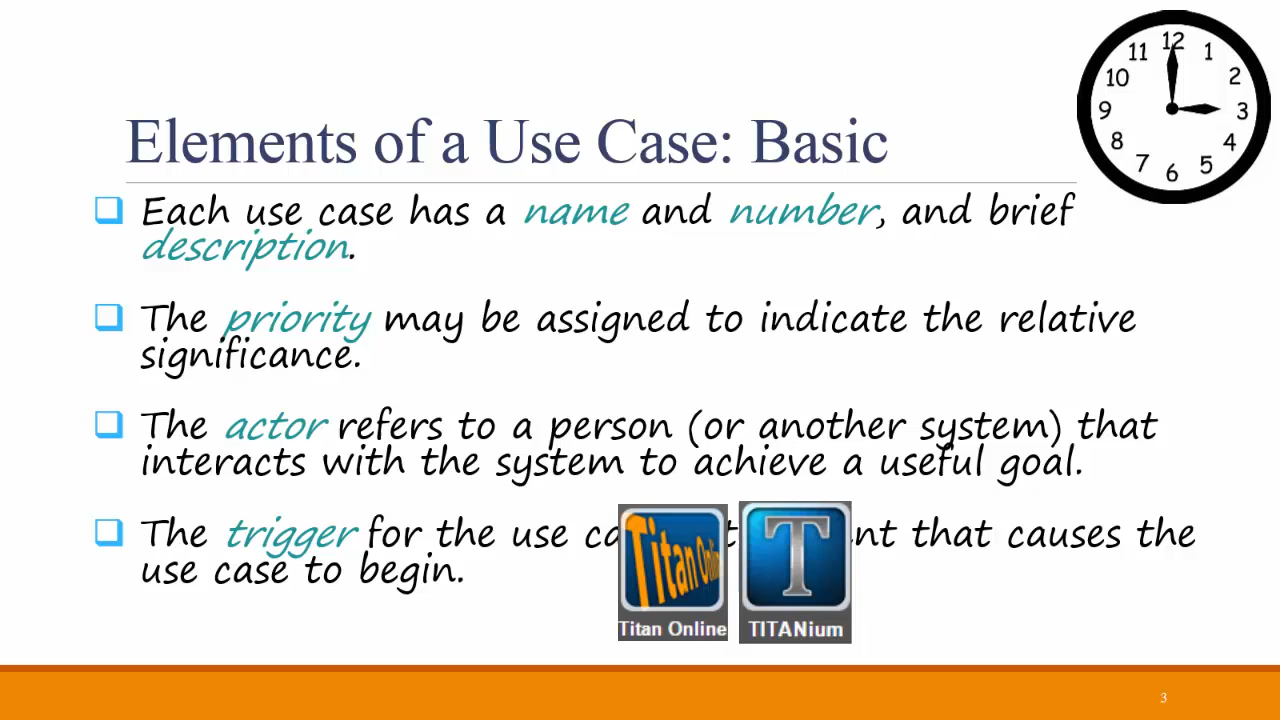 Elements of a Use Case: Basic
12
11 1
10 2
9 3
8 4
7 5
6
Each use case has a name and number, and brief
description.
The priority may be assigned to indicate the relative
significance.
The actor refers to a person (or another system) that
interacts with the system to achieve a useful goal.
The trigger for the use that causes the
use case to begin.
Titan Online
T
Titan Online
TITANium
3